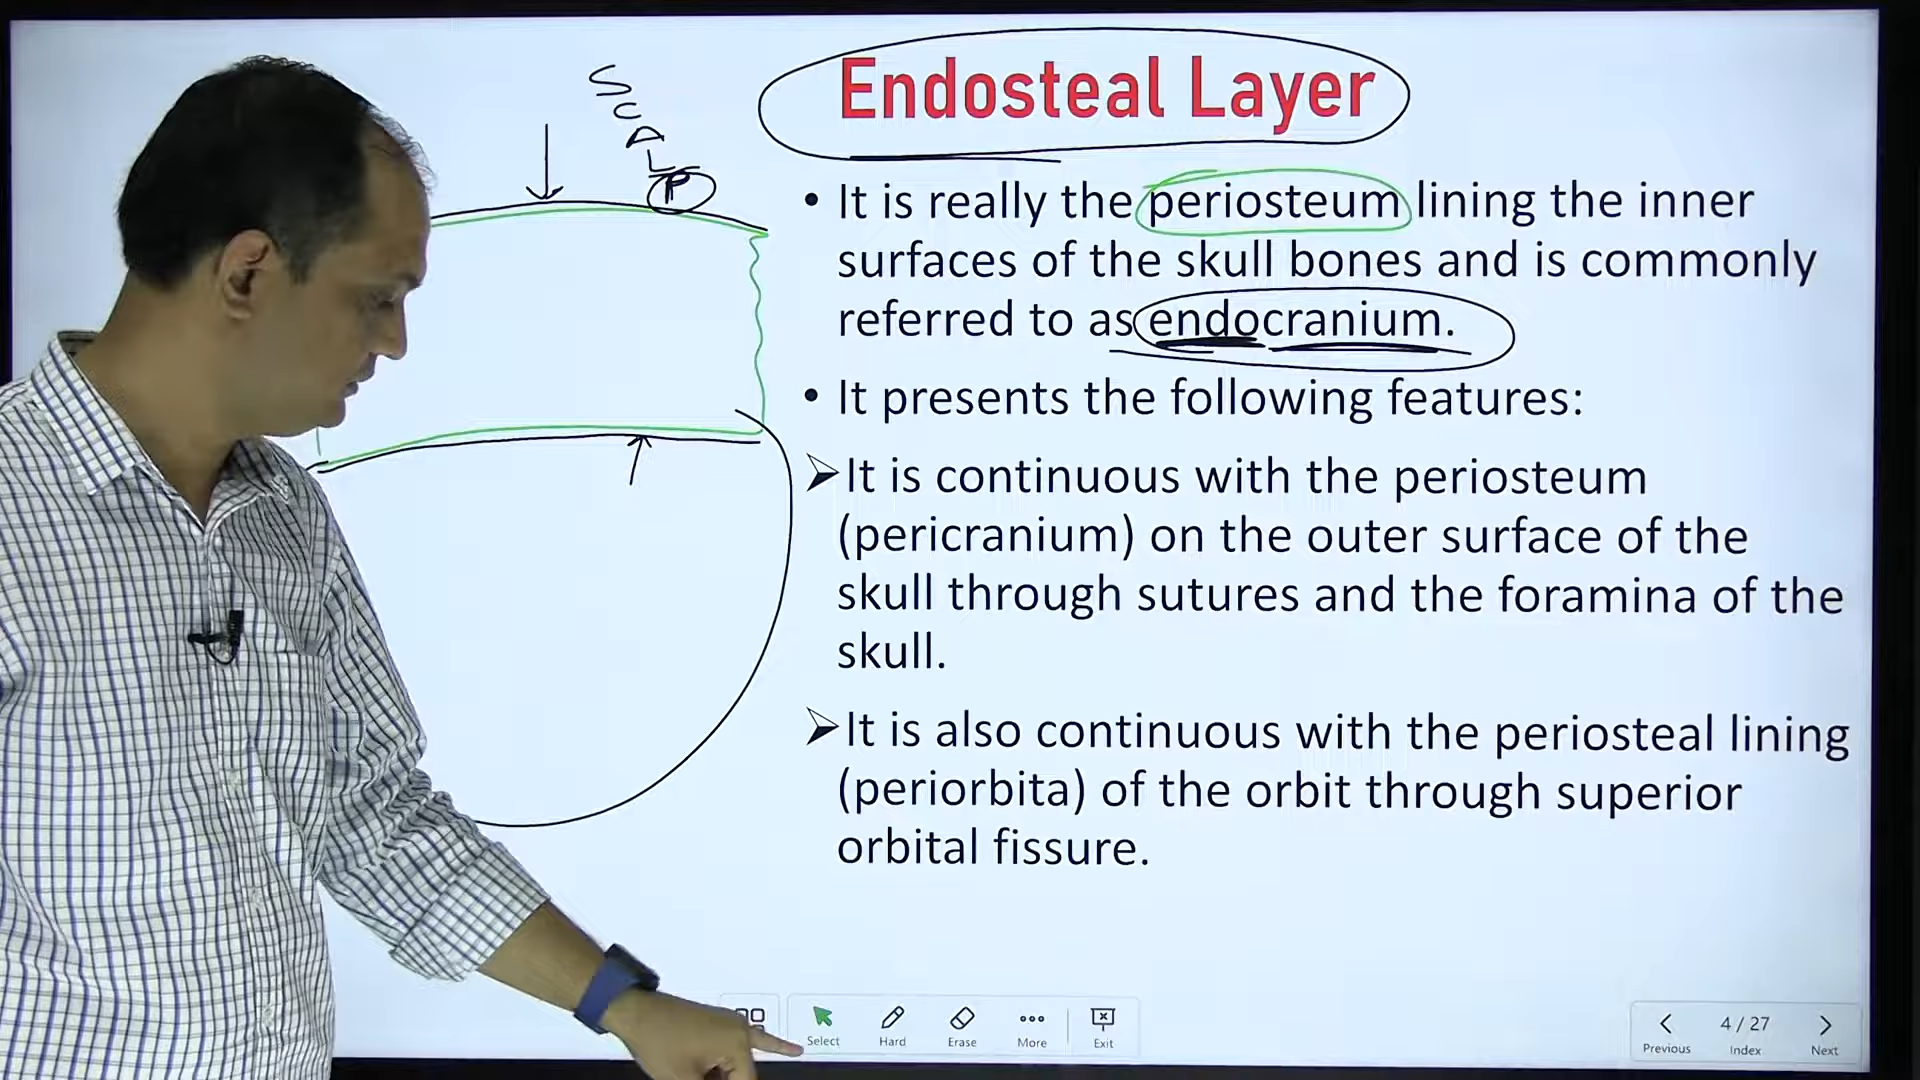 Endosteal Layer
S
C
A
L
P
• It is really the periosteum lining the inner
surfaces of the skull bones and is commonly
referred to as endocranium.
• It presents the following features:
➢It is continuous with the periosteum
(pericranium) on the outer surface of the
skull through sutures and the foramina of the
skull.
➢It is also continuous with the periosteal lining
(periorbita) of the orbit through superior
orbital fissure.
Select Hard Erase More Exit
4 / 27
Previous Index Next